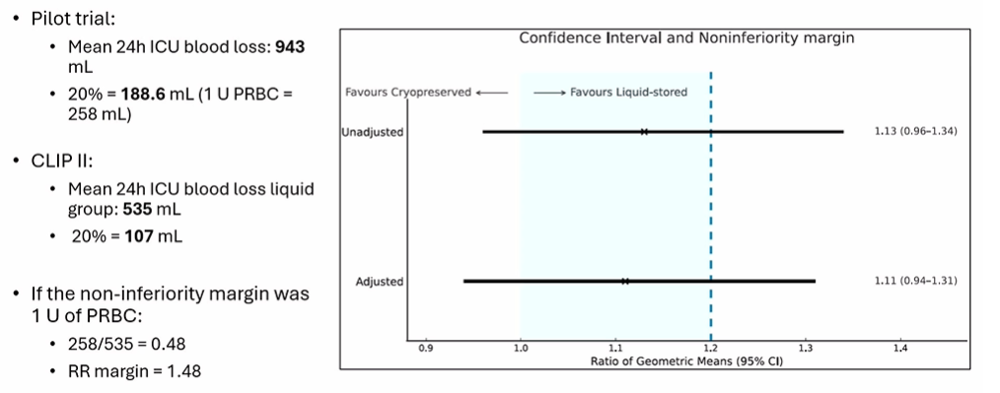 • Pilot trial:
• Mean 24h ICU blood loss: 943
mL
• 20% = 188.6 mL (1 U PRBC =
258 mL)
• CLIP II:
• Mean 24h ICU blood loss liquid
group: 535 mL
• 20% = 107 mL
• If the non-inferiority margin was
1 U of PRBC:
• 258/535 = 0.48
• RR margin = 1.48
Confidence Interval and Noninferiority margin
Favours Cryopreserved ← → Favours Liquid-stored
Unadjusted 1.13 (0.96–1.34)
Adjusted 1.11 (0.94–1.31)
0.9 1.0 1.1 1.2 1.3 1.4
Ratio of Geometric Means (95% CI)